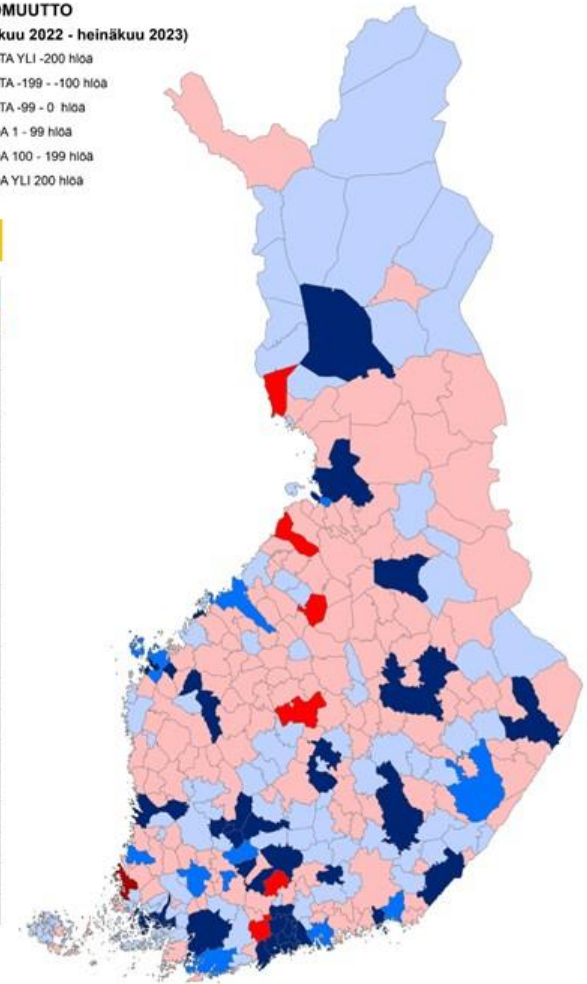 OMUUTTO
kuu 2022 - heinäkuu 2023)
TA YLI -200 hlöä
TA -199 - -100 hlöä
TA -99 - 0 hlöä
A 1 - 99 hlöä
A 100 - 199 hlöä
A YLI 200 hlöä